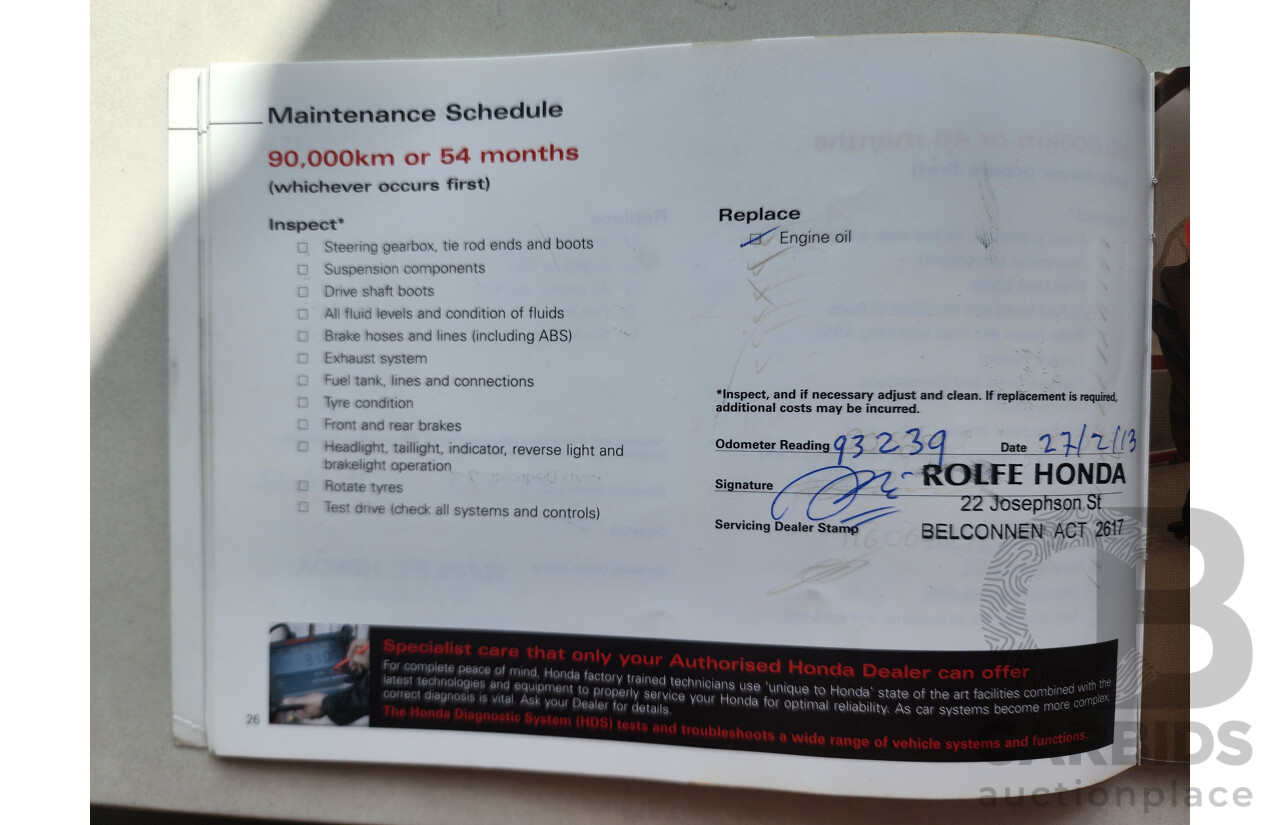 Maintenance Schedule
90,000km or 54 months
(whichever occurs first)
Inspect*
Steering gearbox, tie rod ends and boots
Suspension components
Drive shaft boots
All fluid levels and condition of fluids
Brake hoses and lines (including ABS)
Exhaust system
Fuel tank, lines and connections
Tyre condition
Front and rear brakes
Headlight, taillight, indicator, reverse light and
brakelight operation
Rotate tyres
Test drive (check all systems and controls)
Replace
Engine oil
*Inspect, and if necessary adjust and clean. If replacement is required,
additional costs may be incurred.
Odometer Reading 93239 Date 27/2/13
Signature
ROLFE HONDA
22 Josephson St
Servicing Dealer Stamp
BELCONNEN ACT 2617
Specialist care that only your Authorised Honda Dealer can offer
For complete peace of mind, Honda factory trained technicians use 'unique to Honda' state of the art facilities combined with the
latest technologies and equipment to properly service your Honda for optimal reliability. As car systems become more complex,
correct diagnosis is vital. Ask your Dealer for details.
The Honda Diagnostic System (HDS) tests and troubleshoots a wide range of vehicle systems and functions.
26
CARBIDS
auctionplace